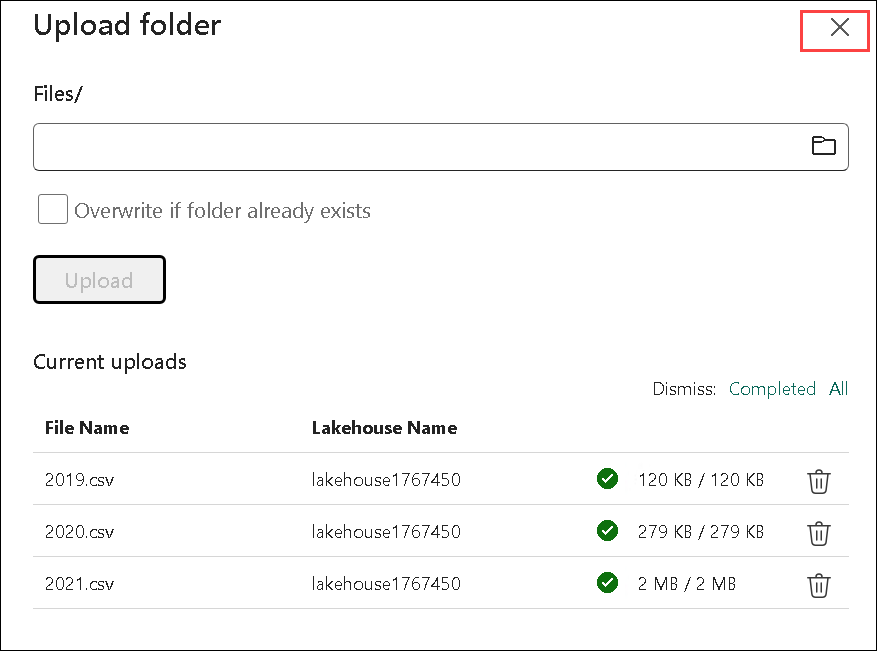 Upload folder
Files/
Overwrite if folder already exists
Upload
Current uploads
Dismiss: Completed All
File Name Lakehouse Name
2019.csv lakehouse1767450 120 KB / 120 KB
2020.csv lakehouse1767450 279 KB / 279 KB
2021.csv lakehouse1767450 2 MB / 2 MB